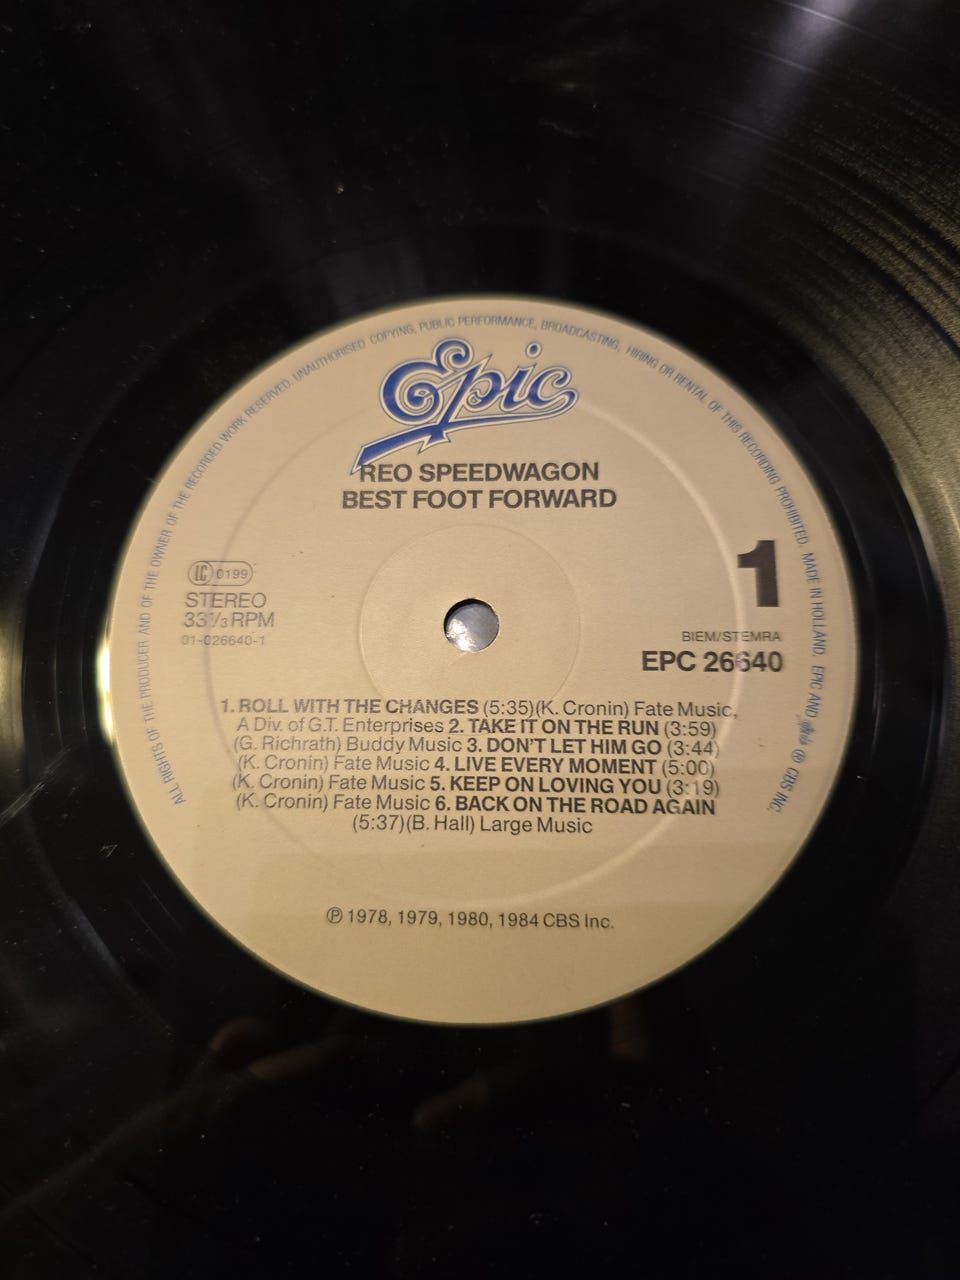 ALL RIGHTS OF THE PRODUCER AND OF THE OWNER OF THE RECORDED WORK RESERVED. UNAUTHORISED COPYING, PUBLIC PERFORMANCE, BROADCASTING, HIRING OR RENTAL OF THIS RECORDING PROHIBITED. MADE IN HOLLAND. EPIC AND ℗ CBS INC.
Epic
REO SPEEDWAGON
BEST FOOT FORWARD
1
LC 0199
STEREO
33 1/3 RPM
01-026640-1
BIEM/STEMRA
EPC 26640
1. ROLL WITH THE CHANGES (5:35)(K. Cronin) Fate Music,
A Div. of G.T. Enterprises 2. TAKE IT ON THE RUN (3:59)
(G. Richrath) Buddy Music 3. DON'T LET HIM GO (3:44)
(K. Cronin) Fate Music 4. LIVE EVERY MOMENT (5:00)
(K. Cronin) Fate Music 5. KEEP ON LOVING YOU (3:19)
(K. Cronin) Fate Music 6. BACK ON THE ROAD AGAIN
(5:37)(B. Hall) Large Music
℗ 1978, 1979, 1980, 1984 CBS Inc.